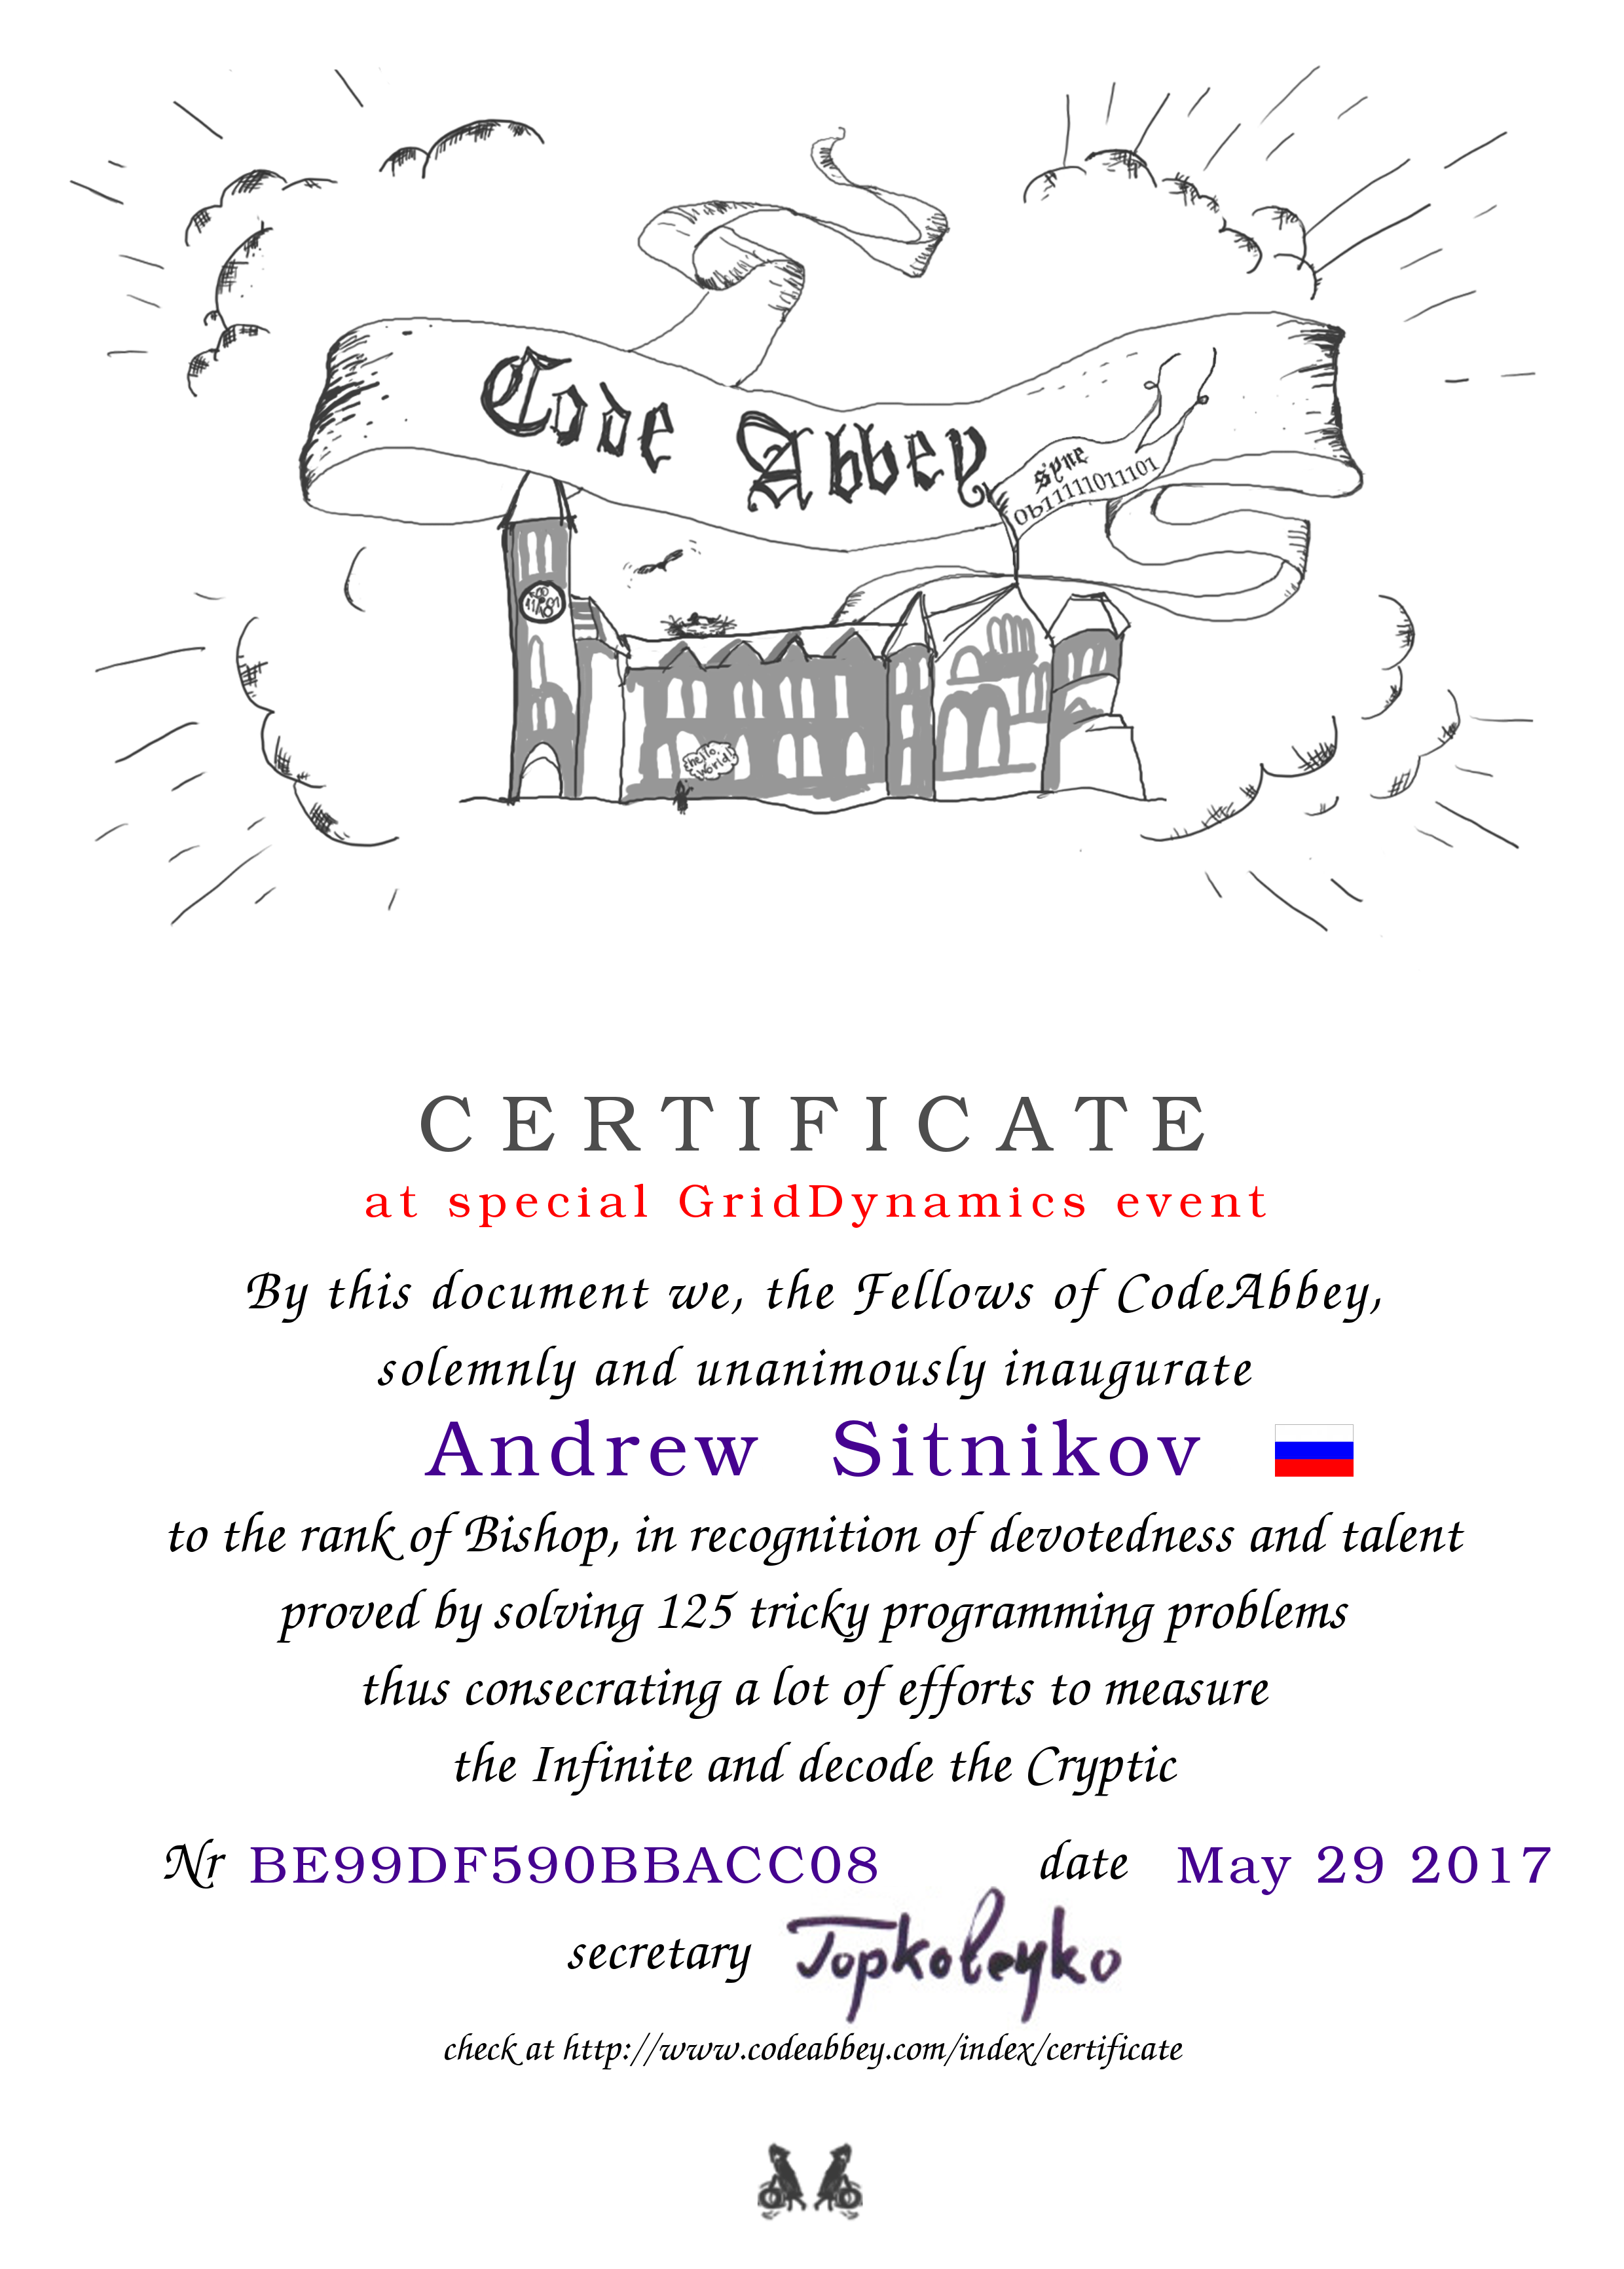 Code Abbey
syne
0b11111011101
hello,
world!
CERTIFICATE
at special GridDynamics event
By this document we, the Fellows of CodeAbbey,
solemnly and unanimously inaugurate
Andrew Sitnikov
to the rank of Bishop, in recognition of devotedness and talent
proved by solving 125 tricky programming problems
thus consecrating a lot of efforts to measure
the Infinite and decode the Cryptic
Nr BE99DF590BBACC08 date May 29 2017
secretary Topkoleyko
check at http://www.codeabbey.com/index/certificate